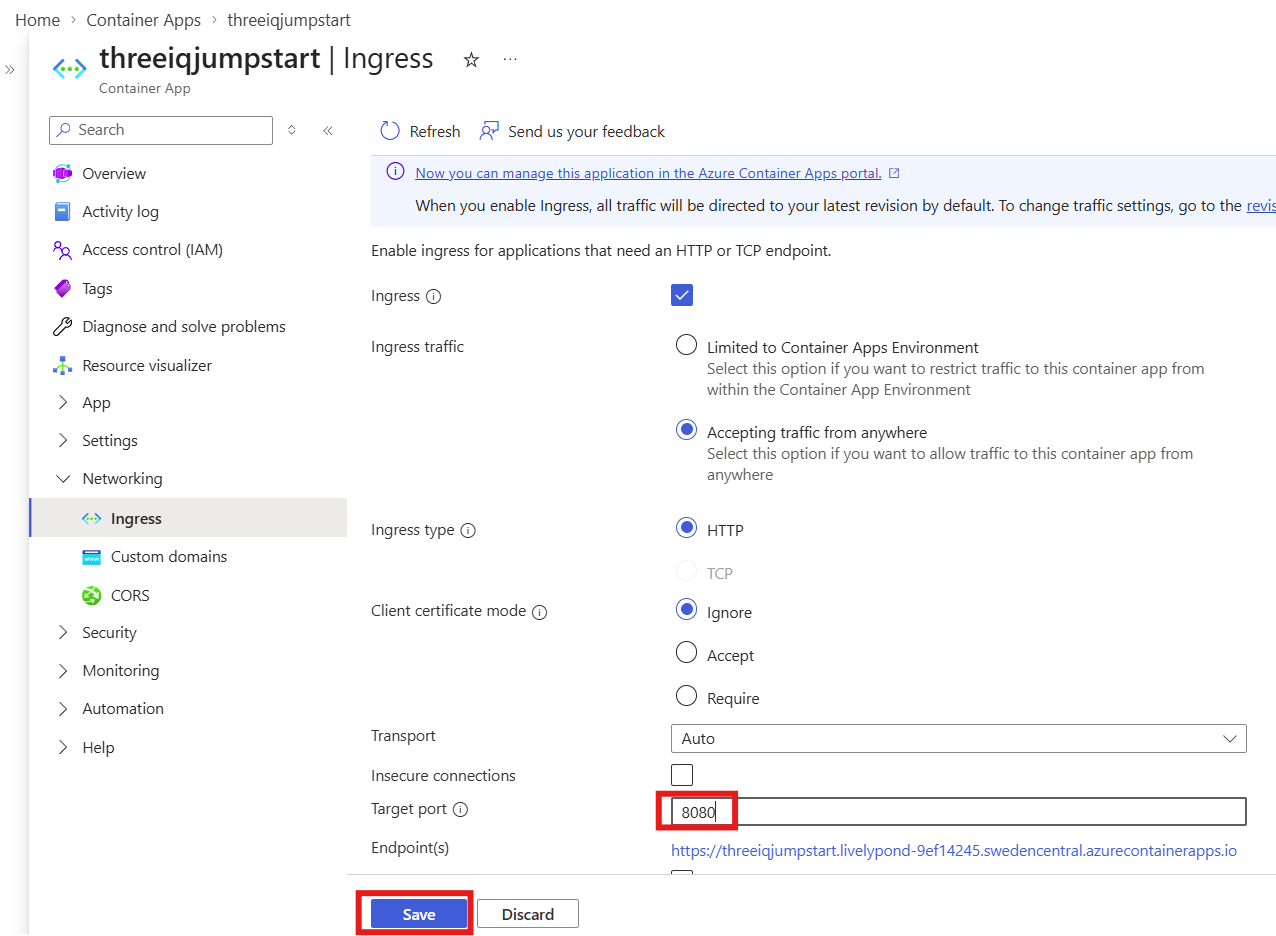 Home > Container Apps > threeiqjumpstart
threeiqjumpstart | Ingress
Container App
Search
Overview
Activity log
Access control (IAM)
Tags
Diagnose and solve problems
Resource visualizer
App
Settings
Networking
Ingress
Custom domains
CORS
Security
Monitoring
Automation
Help
Refresh
Send us your feedback
Now you can manage this application in the Azure Container Apps portal.
When you enable Ingress, all traffic will be directed to your latest revision by default. To change traffic settings, go to the revis
Enable ingress for applications that need an HTTP or TCP endpoint.
Ingress
Ingress traffic
Limited to Container Apps Environment
Select this option if you want to restrict traffic to this container app from
within the Container App Environment
Accepting traffic from anywhere
Select this option if you want to allow traffic to this container app from
anywhere
Ingress type
HTTP
TCP
Client certificate mode
Ignore
Accept
Require
Transport
Auto
Insecure connections
Target port
8080
Endpoint(s)
https://threeiqjumpstart.livelypond-9ef14245.swedencentral.azurecontainerapps.io
Save
Discard